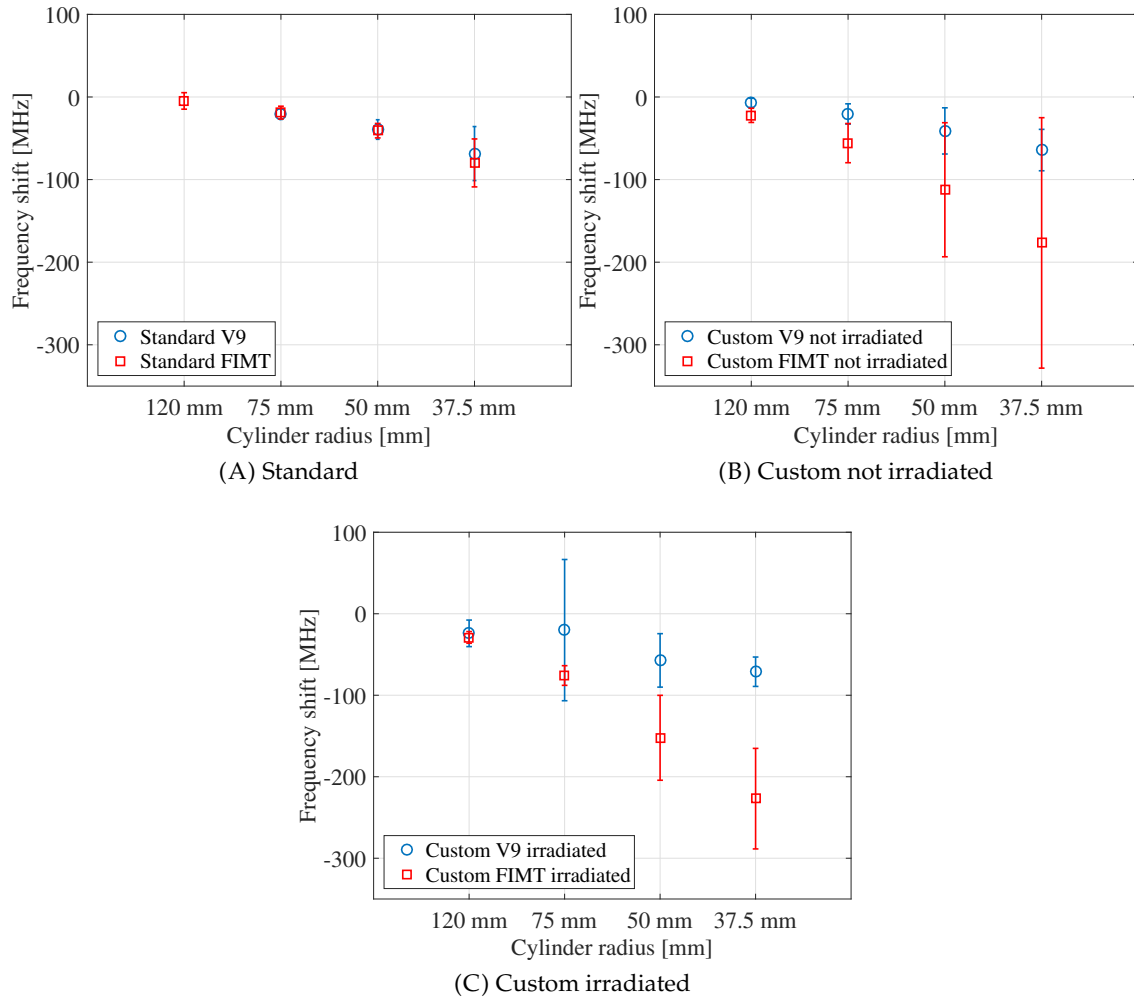 100
0
-100
-200
-300
Frequency shift [MHz]
Standard V9
Standard FIMT
120 mm
75 mm
50 mm
37.5 mm
Cylinder radius [mm]
(A) Standard
100
0
-100
-200
-300
Frequency shift [MHz]
Custom V9 not irradiated
Custom FIMT not irradiated
120 mm
75 mm
50 mm
37.5 mm
Cylinder radius [mm]
(B) Custom not irradiated
100
0
-100
-200
-300
Frequency shift [MHz]
Custom V9 irradiated
Custom FIMT irradiated
120 mm
75 mm
50 mm
37.5 mm
Cylinder radius [mm]
(C) Custom irradiated